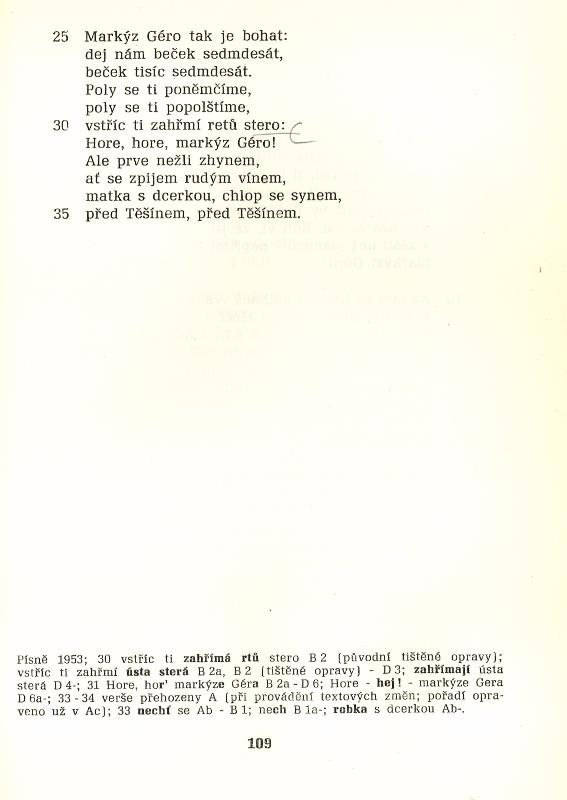 25 Markýz Géro tak je bohat:
dej nám beček sedmdesát,
beček tisíc sedmdesát.
Poly se ti poněmčíme,
poly se ti popolštíme,
30 vstříc ti zahřmí retů stero:
Hore, hore, markýz Géro!
Ale prve nežli zhynem,
ať se zpijem rudým vínem,
matka s dcerkou, chlop se synem,
35 před Těšínem, před Těšínem.
Písně 1953; 30 vstříc ti zahřímá rtů stero B 2 (původní tištěné opravy);
vstříc ti zahřmí ústa sterá B 2a, B 2 (tištěné opravy) - D 3; zahřímají ústa
sterá D 4-; 31 Hore, hor' markýze Géra B 2a - D 6; Hore - hej! - markýze Gera
D 6a-; 33 - 34 verše přehozeny A (při provádění textových změn; pořadí opra-
veno už v Ac); 33 nechť se Ab - B 1; nech B 1a-; robka s dcerkou Ab-.
109